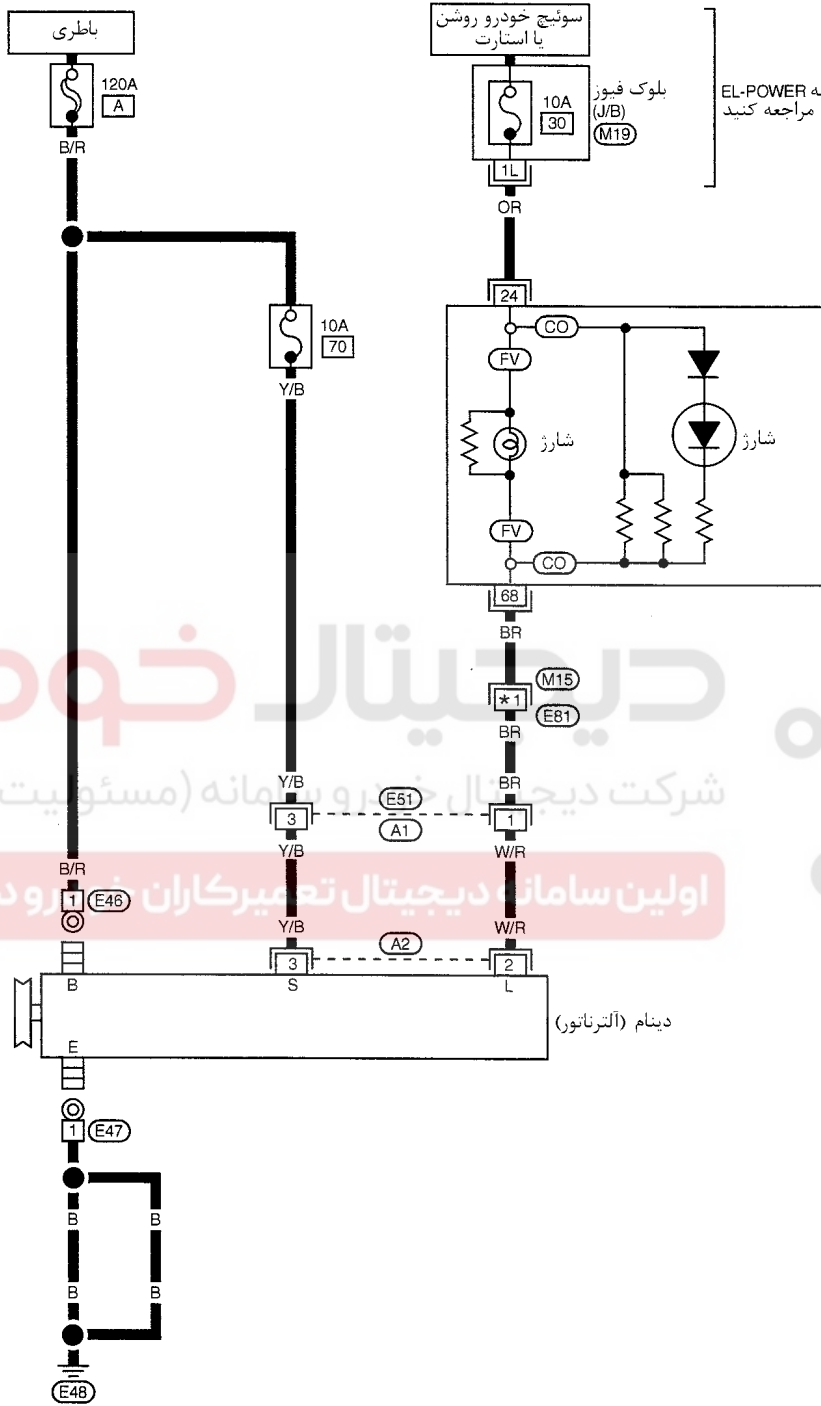 باطری
120A
A
B/R
سوئیچ خودرو روشن
یا استارت
10A
30
بلوک فیوز
(J/B)
M19
EL-POWER
مراجعه کنید
1L
OR
24
CO
FV
شارژ
شارژ
FV
CO
68
BR
10A
70
Y/B
M15
*1
E81
BR
دیجیتال
شرکت دیجیتال خودرو سامانه (مسئولیت
Y/B
BR
3
E51
A1
1
Y/B
W/R
اولین سامانه دیجیتال تعمیرکاران خودرو
B/R
1
E46
Y/B
W/R
3
A2
2
B
S
L
دینام (آلترناتور)
E
1
E47
B
B
B
B
E48